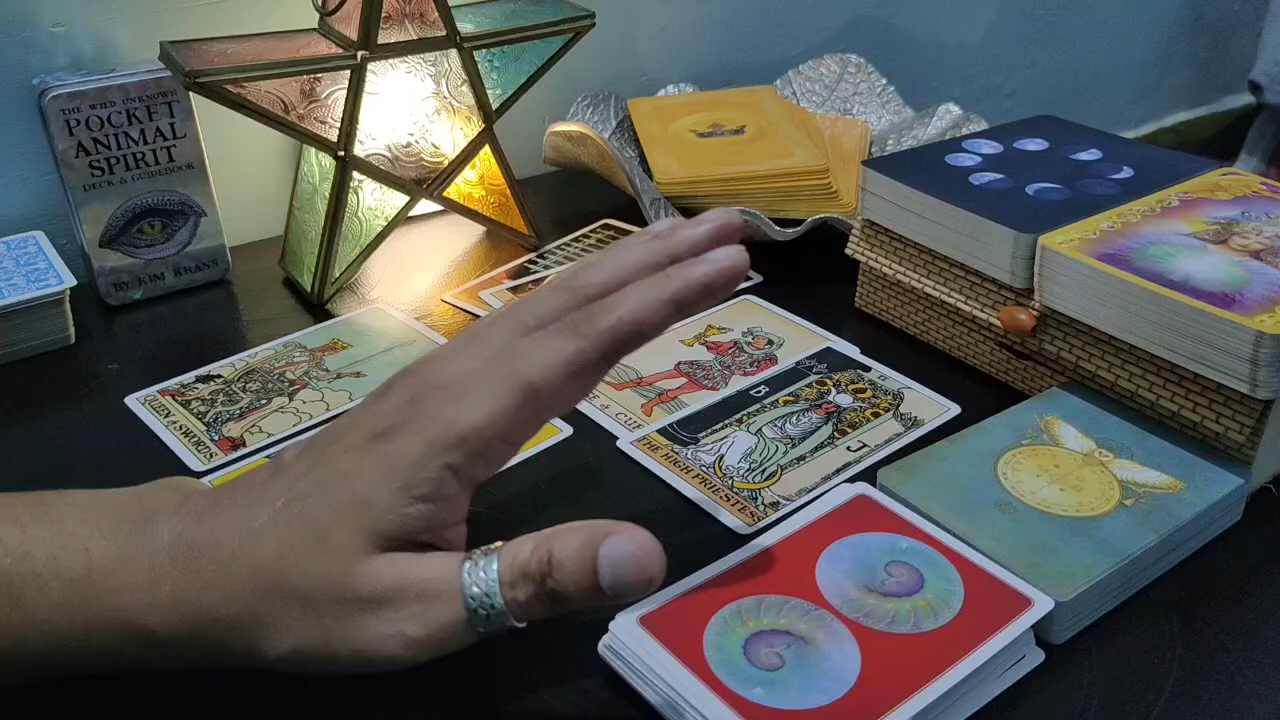 THE WILD UNKNOWN
POCKET
ANIMAL
SPIRIT
DECK & GUIDEBOOK
BY KIM KRANS
QUEEN of SWORDS.
B
J
THE HIGH PRIESTESS